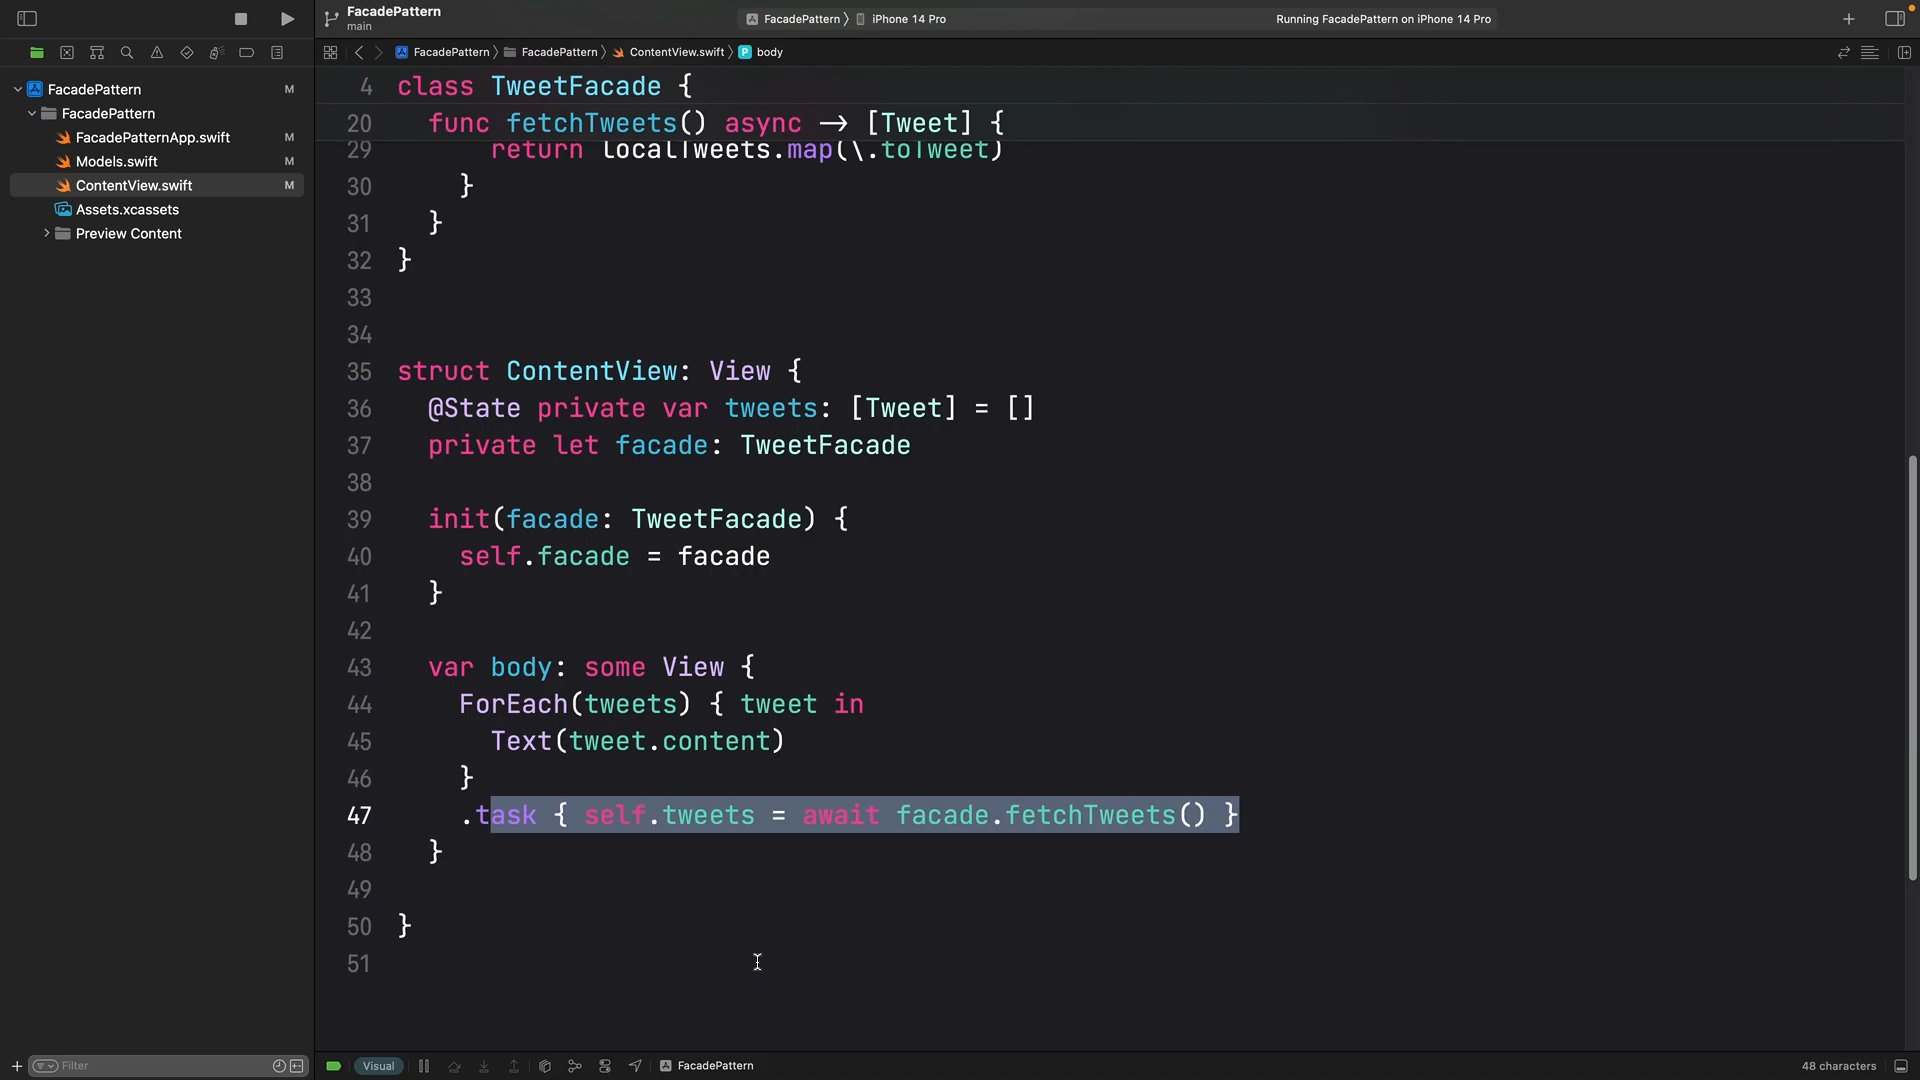 FacadePattern
main
FacadePattern 〉 iPhone 14 Pro
Running FacadePattern on iPhone 14 Pro
FacadePattern 〉 FacadePattern 〉 ContentView.swift 〉 P body
FacadePattern M
FacadePattern
FacadePatternApp.swift M
Models.swift M
ContentView.swift M
Assets.xcassets
Preview Content
4 class TweetFacade {
20 func fetchTweets() async -> [Tweet] {
29 return localTweets.map(\.toTweet)
30 }
31 }
32 }
33
34
35 struct ContentView: View {
36 @State private var tweets: [Tweet] = []
37 private let facade: TweetFacade
38
39 init(facade: TweetFacade) {
40 self.facade = facade
41 }
42
43 var body: some View {
44 ForEach(tweets) { tweet in
45 Text(tweet.content)
46 }
47 .task { self.tweets = await facade.fetchTweets() }
48 }
49
50 }
51
Filter
Visual
FacadePattern
48 characters